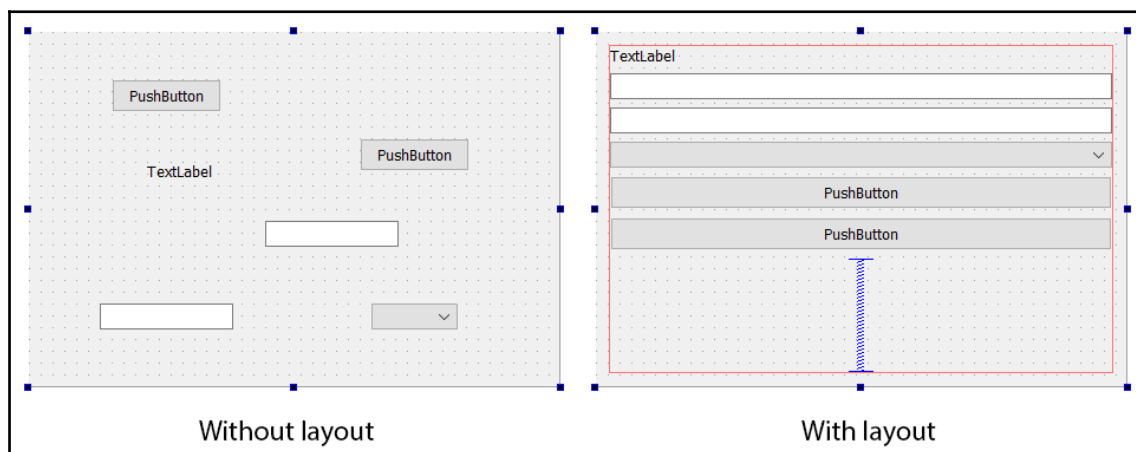 PushButton
PushButton
TextLabel
TextLabel
PushButton
PushButton
Without layout
With layout